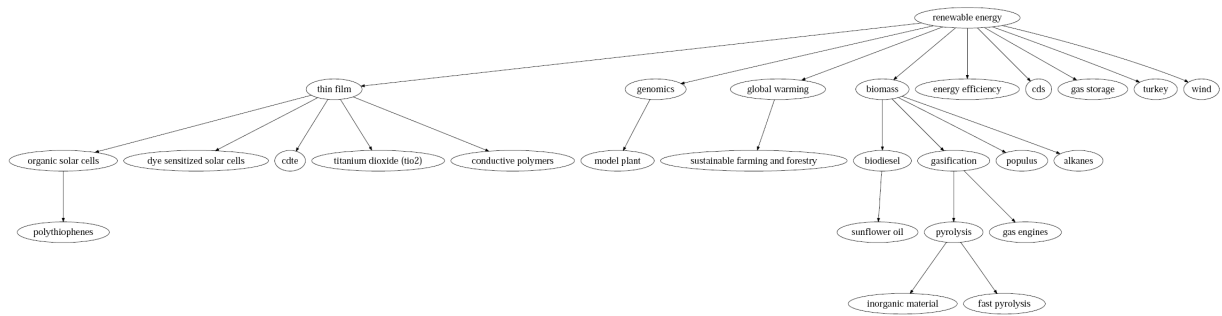 renewable energy
thin film
genomics
global warming
biomass
energy efficiency
cds
gas storage
turkey
wind
organic solar cells
dye sensitized solar cells
cdte
titanium dioxide (tio2)
conductive polymers
model plant
sustainable farming and forestry
biodiesel
gasification
populus
alkanes
polythiophenes
sunflower oil
pyrolysis
gas engines
inorganic material
fast pyrolysis